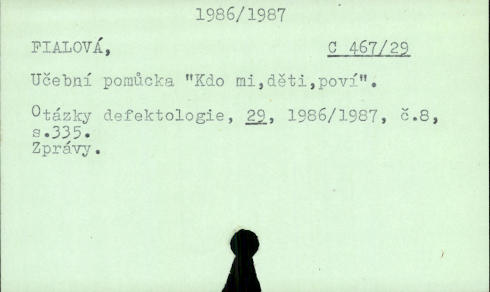 1986/1987
FIALOVÁ, C 467/29
Učební pomůcka "Kdo mi,děti,poví".
Otázky defektologie, 29, 1986/1987, č.8,
s.335.
Zprávy.